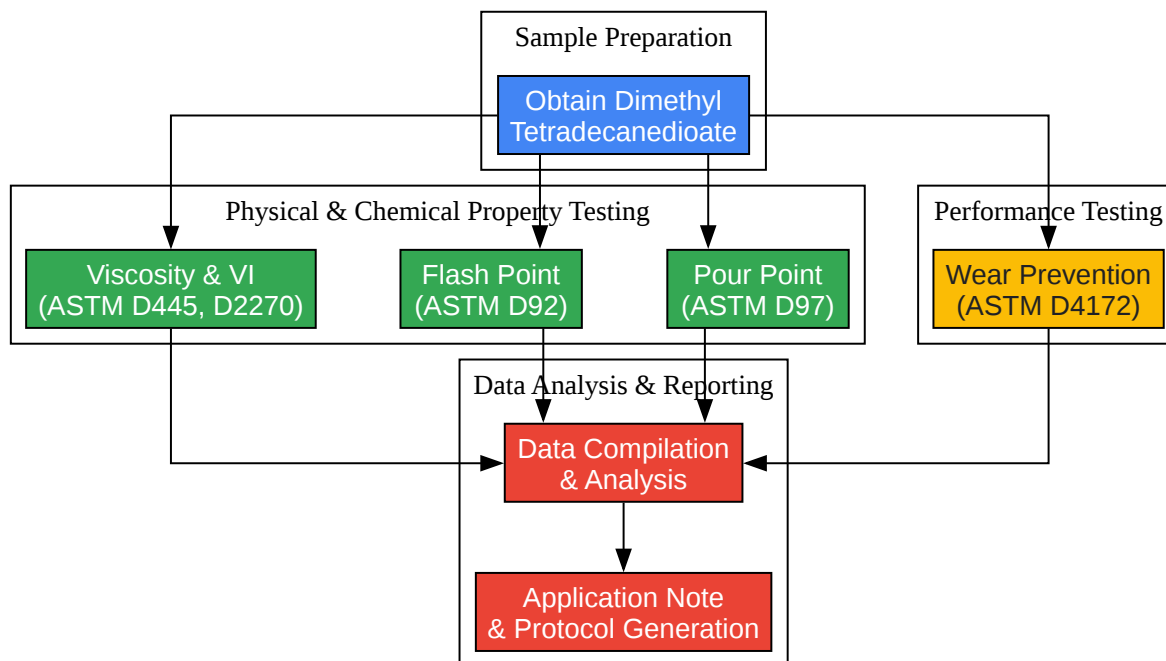 Sample Preparation
Obtain Dimethyl
Tetradecanedioate
Physical & Chemical Property Testing
Performance Testing
Viscosity & VI
(ASTM D445, D2270)
Flash Point
(ASTM D92)
Pour Point
(ASTM D97)
Wear Prevention
(ASTM D4172)
Data Analysis & Reporting
Data Compilation
& Analysis
Application Note
& Protocol Generation